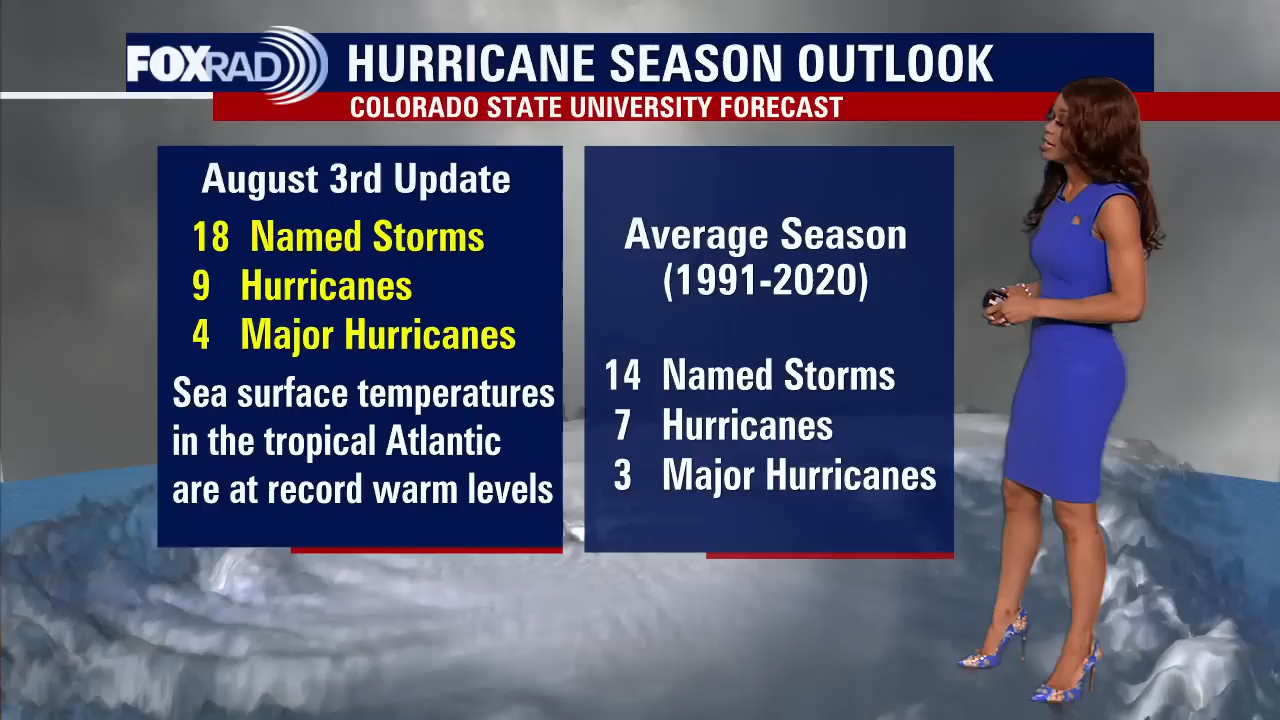 FOXRAD
HURRICANE SEASON OUTLOOK
COLORADO STATE UNIVERSITY FORECAST
August 3rd Update
18 Named Storms
9 Hurricanes
4 Major Hurricanes
Sea surface temperatures
in the tropical Atlantic
are at record warm levels
Average Season
(1991-2020)
14 Named Storms
7 Hurricanes
3 Major Hurricanes